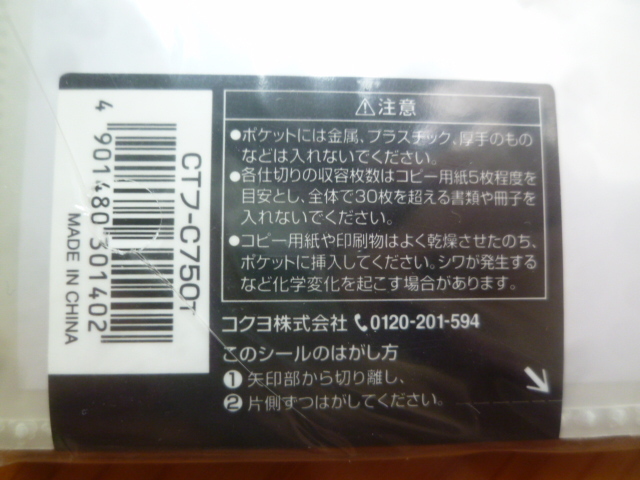 ⚠注意
●ポケットには金属、プラスチック、厚手のもの
などは入れないでください。
●各仕切りの収容枚数はコピー用紙5枚程度を
目安とし、全体で30枚を超える書類や冊子を
入れないでください。
●コピー用紙や印刷物はよく乾燥させたのち、
ポケットに挿入してください。シワが発生する
など化学変化を起こす場合があります。
コクヨ株式会社 0120-201-594
このシールのはがし方
❶矢印部から切り離し、
❷片側ずつはがしてください。
CTフ-C750T
4 901480 301402
MADE IN CHINA